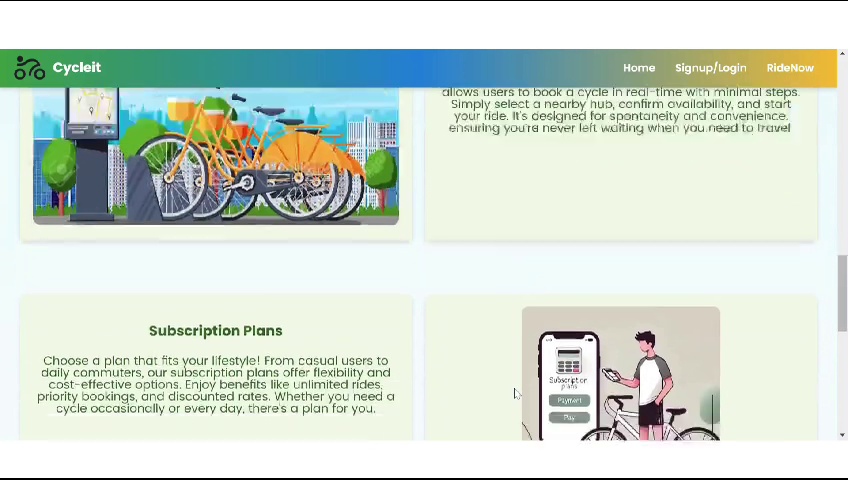 Cycleit
Home Signup/Login RideNow
allows users to book a cycle in real-time with minimal steps.
Simply select a nearby hub, confirm availability, and start
your ride. It's designed for spontaneity and convenience,
ensuring you're never left waiting when you need to travel
Subscription Plans
Choose a plan that fits your lifestyle! From casual users to
daily commuters, our subscription plans offer flexibility and
cost-effective options. Enjoy benefits like unlimited rides,
priority bookings, and discounted rates. Whether you need a
cycle occasionally or every day, there's a plan for you.
Subscription
plans
Payment
Pay